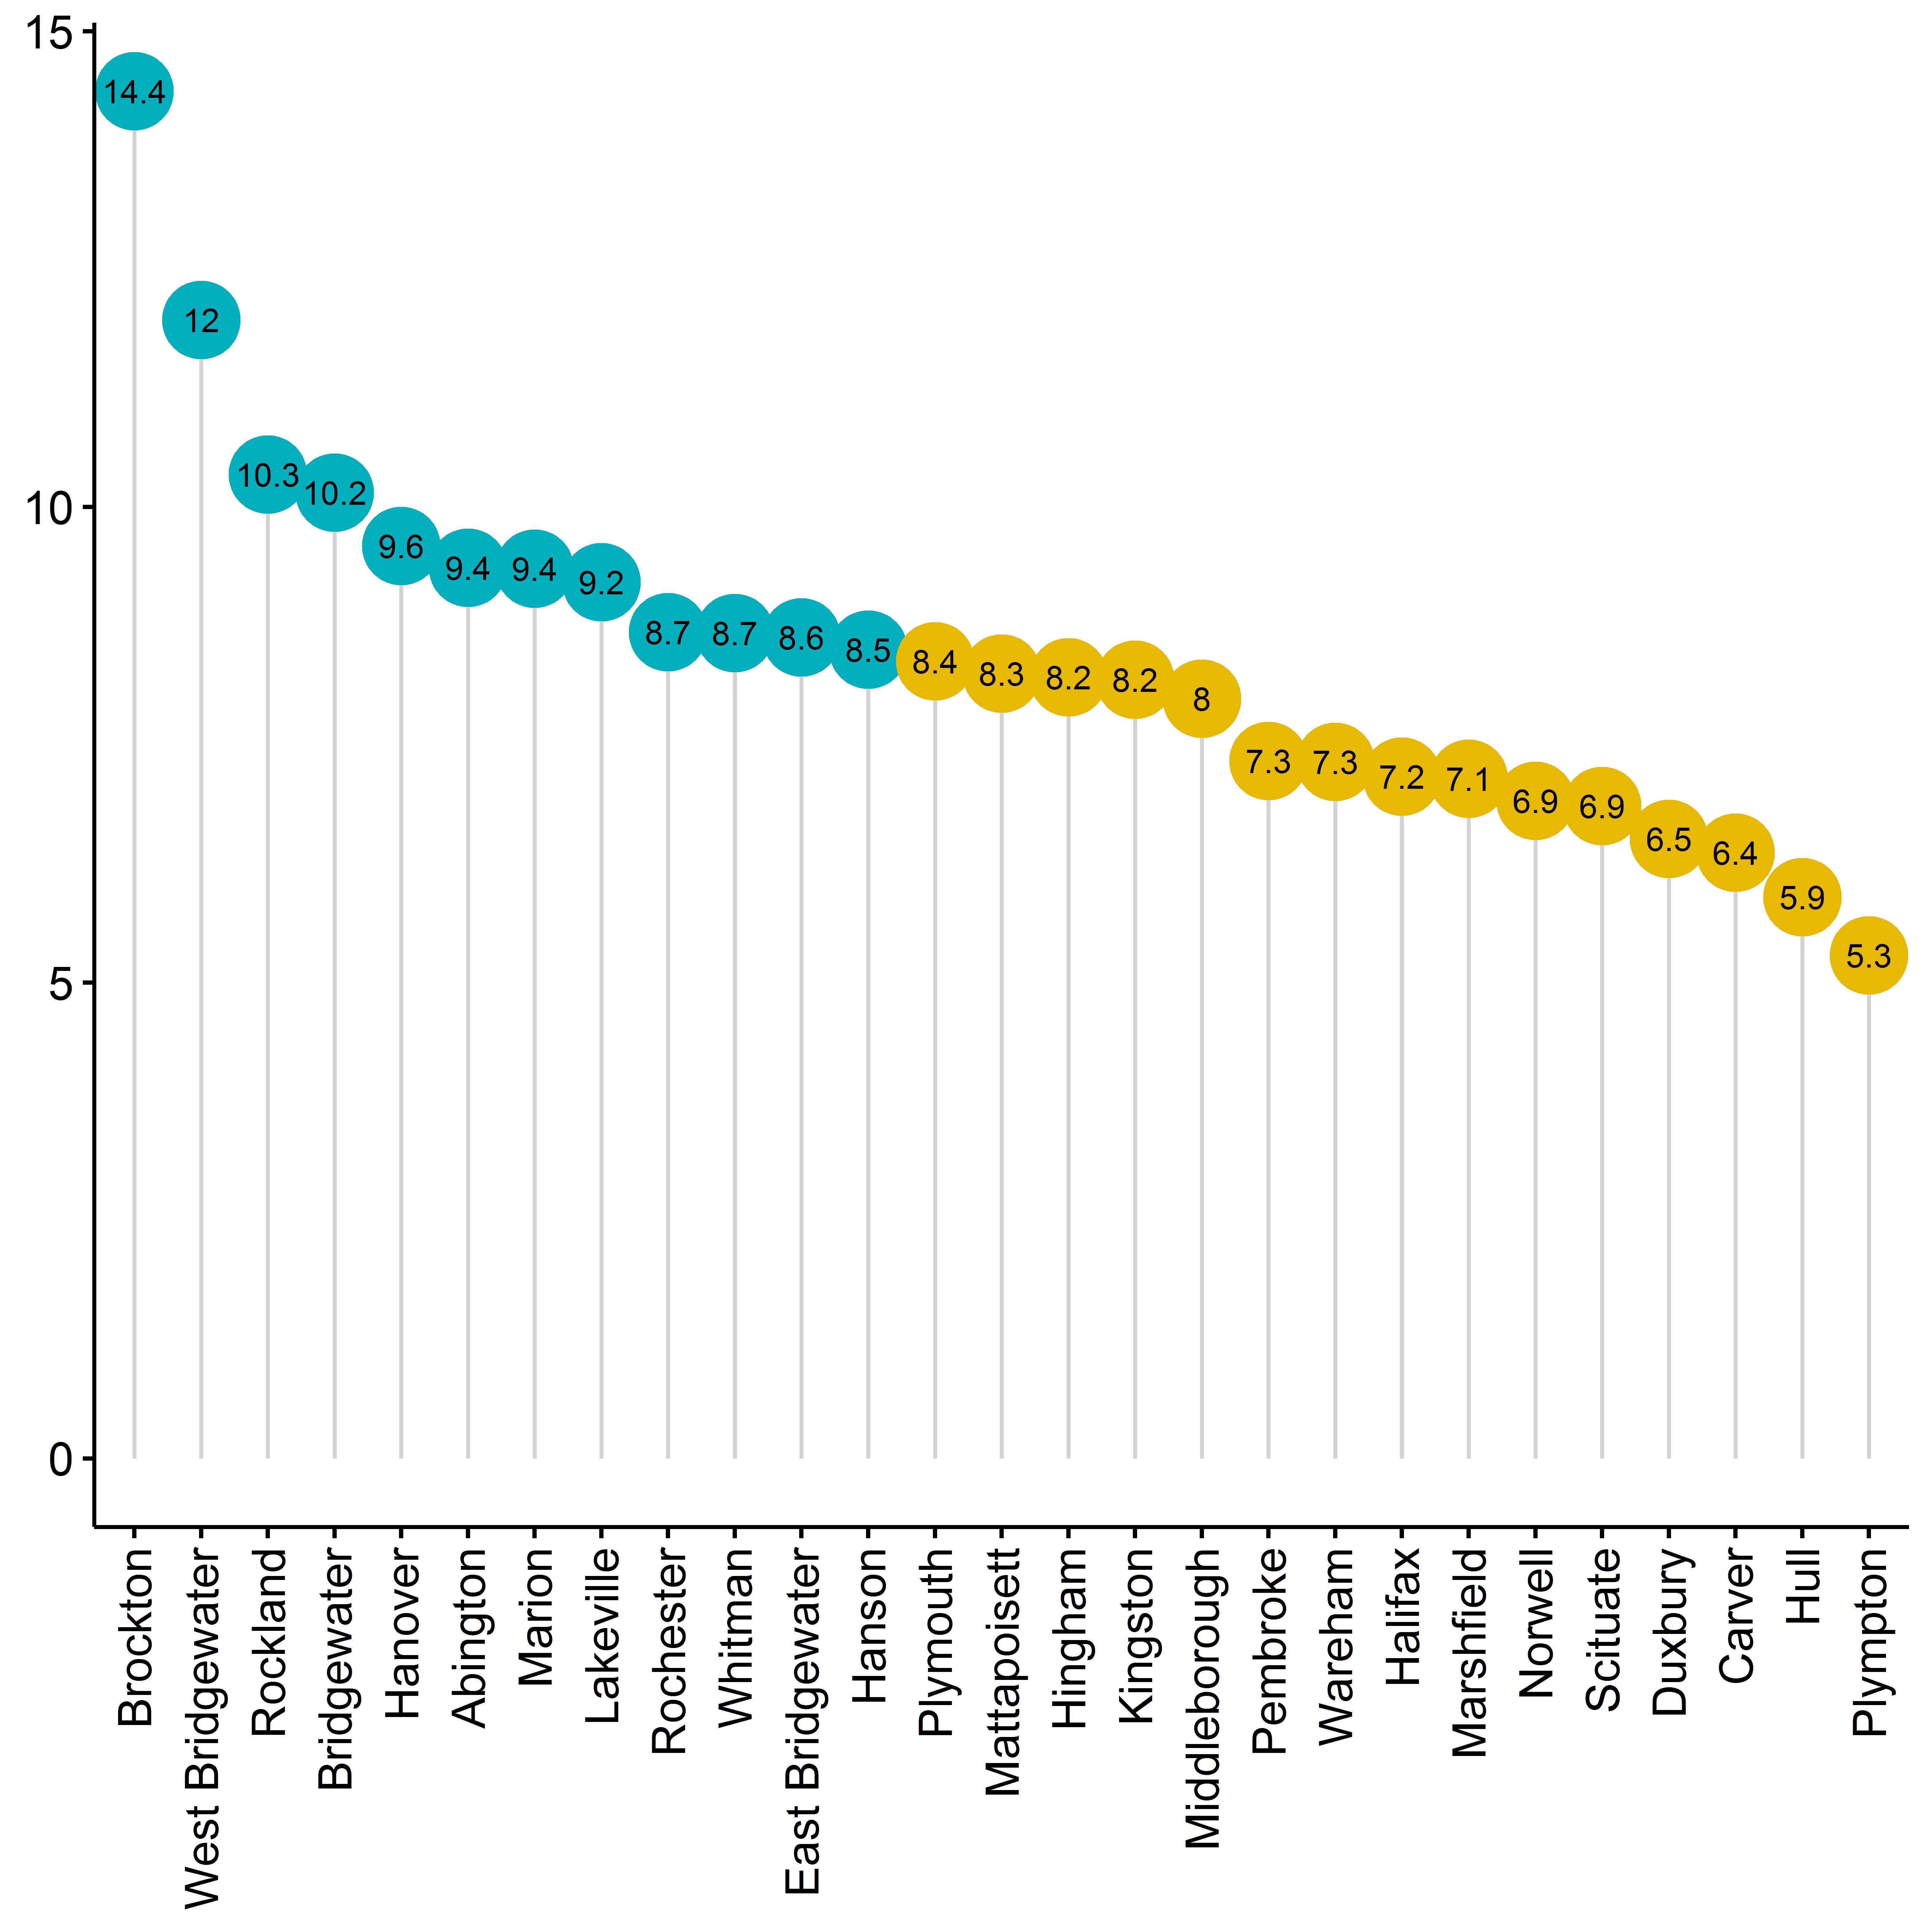 15
10
5
0
14.4
12
10.3
10.2
9.6
9.4
9.4
9.2
8.7
8.7
8.6
8.5
8.4
8.3
8.2
8.2
8
7.3
7.3
7.2
7.1
6.9
6.9
6.5
6.4
5.9
5.3
Brockton
West Bridgewater
Rockland
Bridgewater
Hanover
Abington
Marion
Lakeville
Rochester
Whitman
East Bridgewater
Hanson
Plymouth
Mattapoisett
Hingham
Kingston
Middleborough
Pembroke
Wareham
Halifax
Marshfield
Norwell
Scituate
Duxbury
Carver
Hull
Plympton